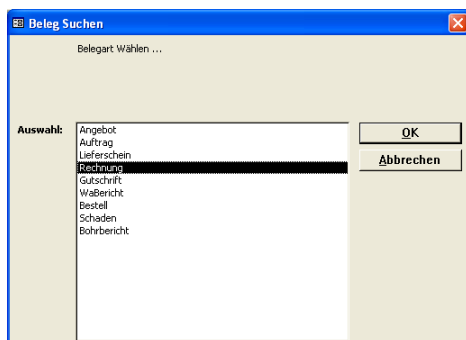 Beleg Suchen
Belegart Wählen ...
Auswahl:
Angebot
Auftrag
Lieferschein
Rechnung
Gutschrift
WaBericht
Bestell
Schaden
Bohrbericht
OK
Abbrechen